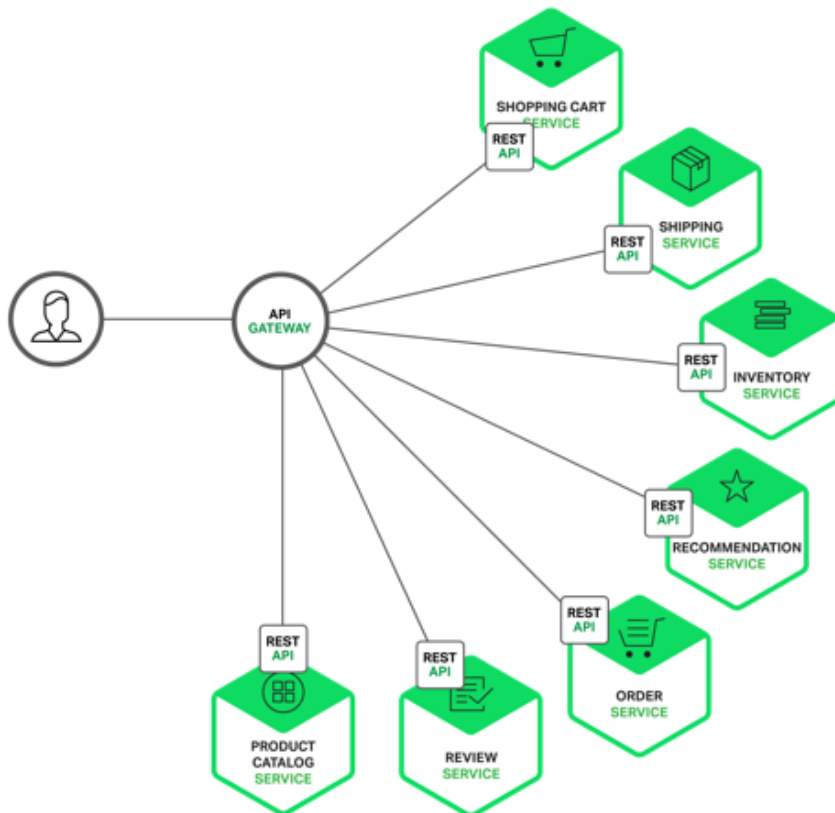 SHOPPING CART
SERVICE
REST
API
SHIPPING
SERVICE
REST
API
API
GATEWAY
REST
API
INVENTORY
SERVICE
REST
API
RECOMMENDATION
SERVICE
REST
API
ORDER
SERVICE
REST
API
REVIEW
SERVICE
REST
API
PRODUCT
CATALOG
SERVICE